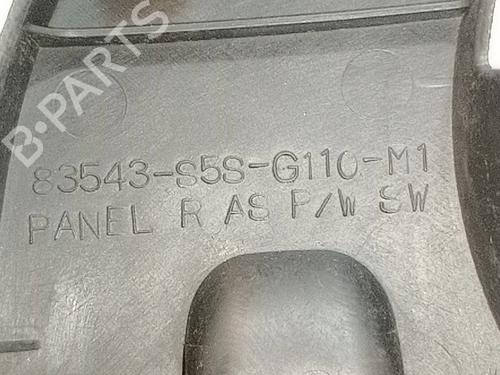 B-PARTS
83543-S5S-G110-M1
PANEL R AS P/W SW